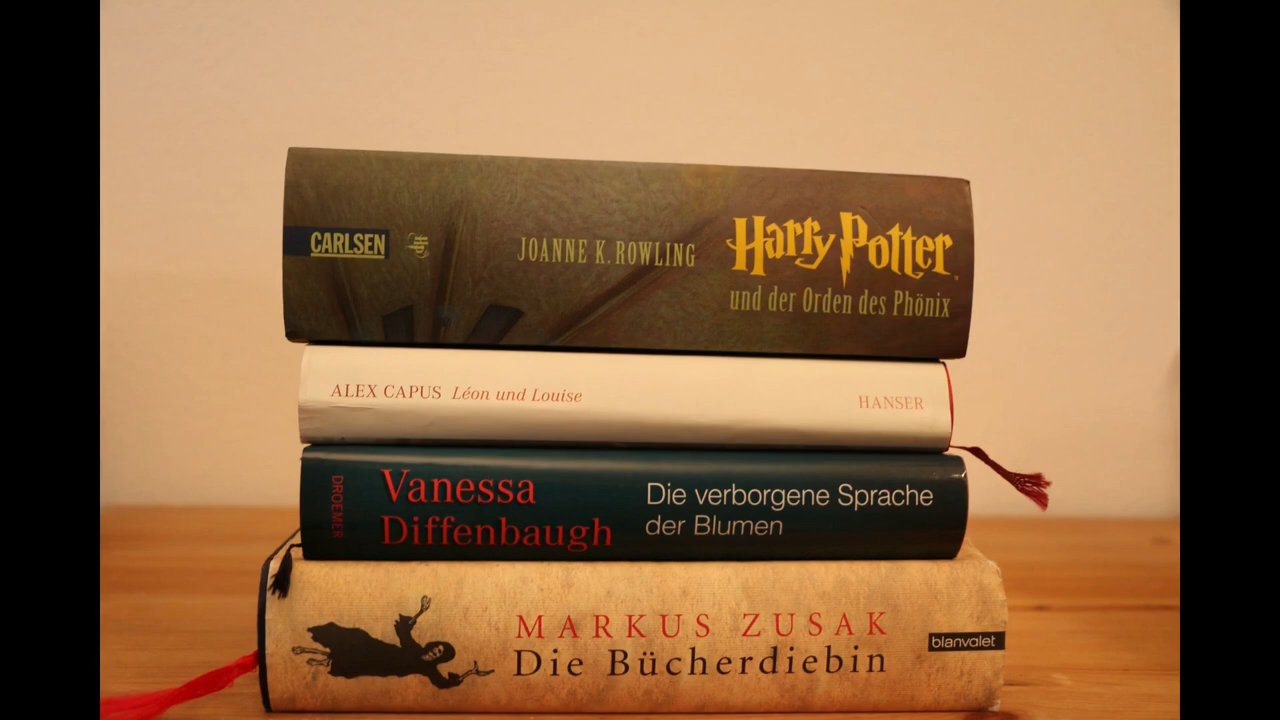 CARLSEN
JOANNE K. ROWLING
Harry Potter
und der Orden des Phönix
ALEX CAPUS Léon und Louise
HANSER
DROEMER
Vanessa
Diffenbaugh
Die verborgene Sprache
der Blumen
MARKUS ZUSAK
Die Bücherdiebin
blanvalet